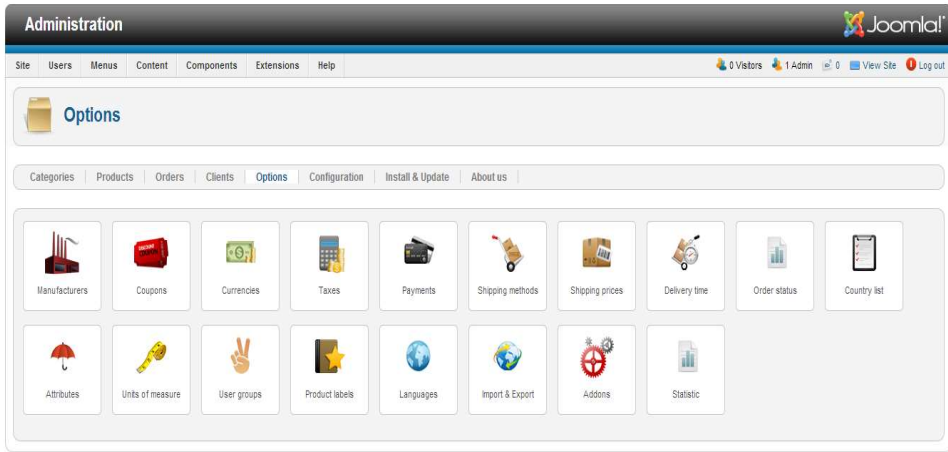 Administration
Joomla!
Site Users Menus Content Components Extensions Help
0 Visitors 1 Admin 0 View Site Log out
Options
Categories Products Orders Clients Options Configuration Install & Update About us
Manufacturers Coupons Currencies Taxes Payments Shipping methods Shipping prices Delivery time Order status Country list
Attributes Units of measure User groups Product labels Languages Import & Export Addons Statistic